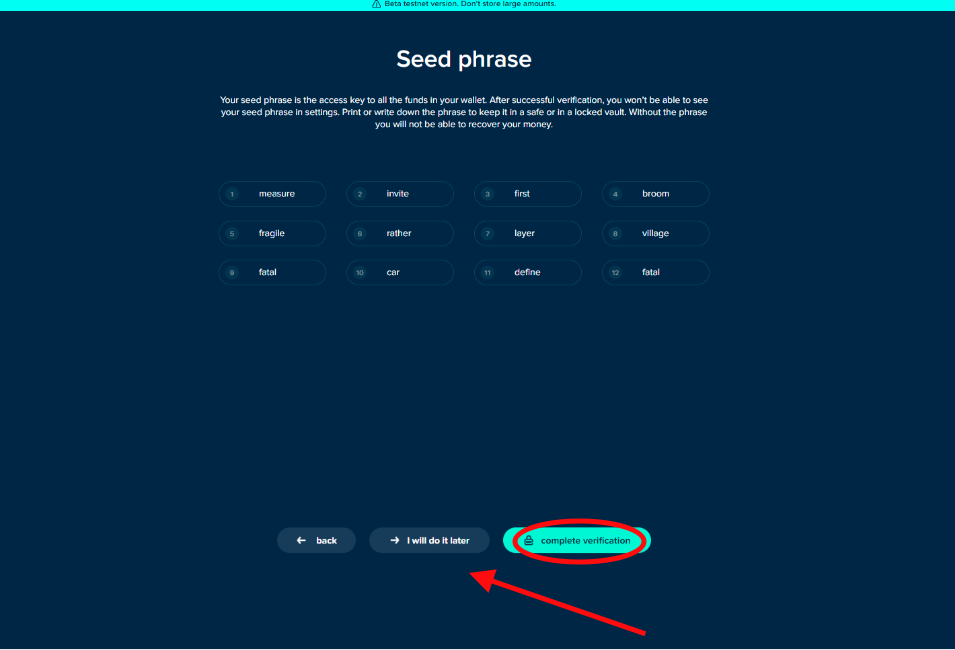 Beta testnet version. Don't store large amounts.
Seed phrase
Your seed phrase is the access key to all the funds in your wallet. After successful verification, you won't be able to see
your seed phrase in settings. Print or write down the phrase to keep it in a safe or in a locked vault. Without the phrase
you will not be able to recover your money.
1 measure 2 invite 3 first 4 broom
5 fragile 6 rather 7 layer 8 village
9 fatal 10 car 11 define 12 fatal
back I will do it later complete verification